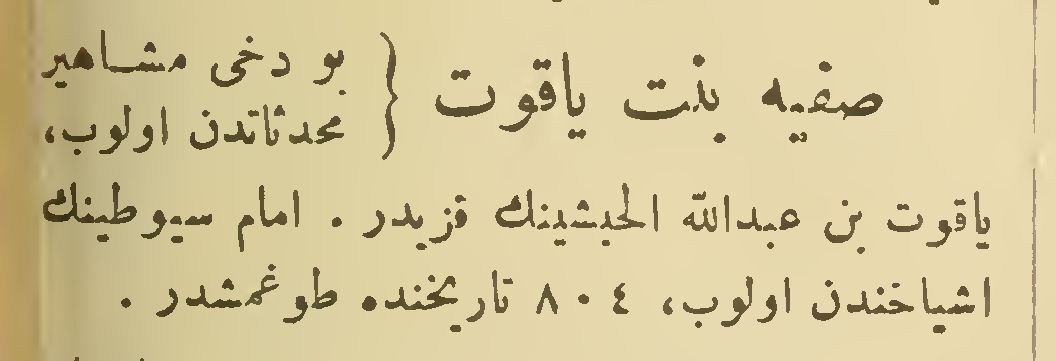 صفیه بنت یاقوت { بو دخی مشاهیر
محدثاتدن اولوب،
یاقوت بن عبدالله الحبشینك قزیدر . امام سیوطینك
اشیاخندن اولوب، ٨٠٤ تاریخنده طوغمشدر .